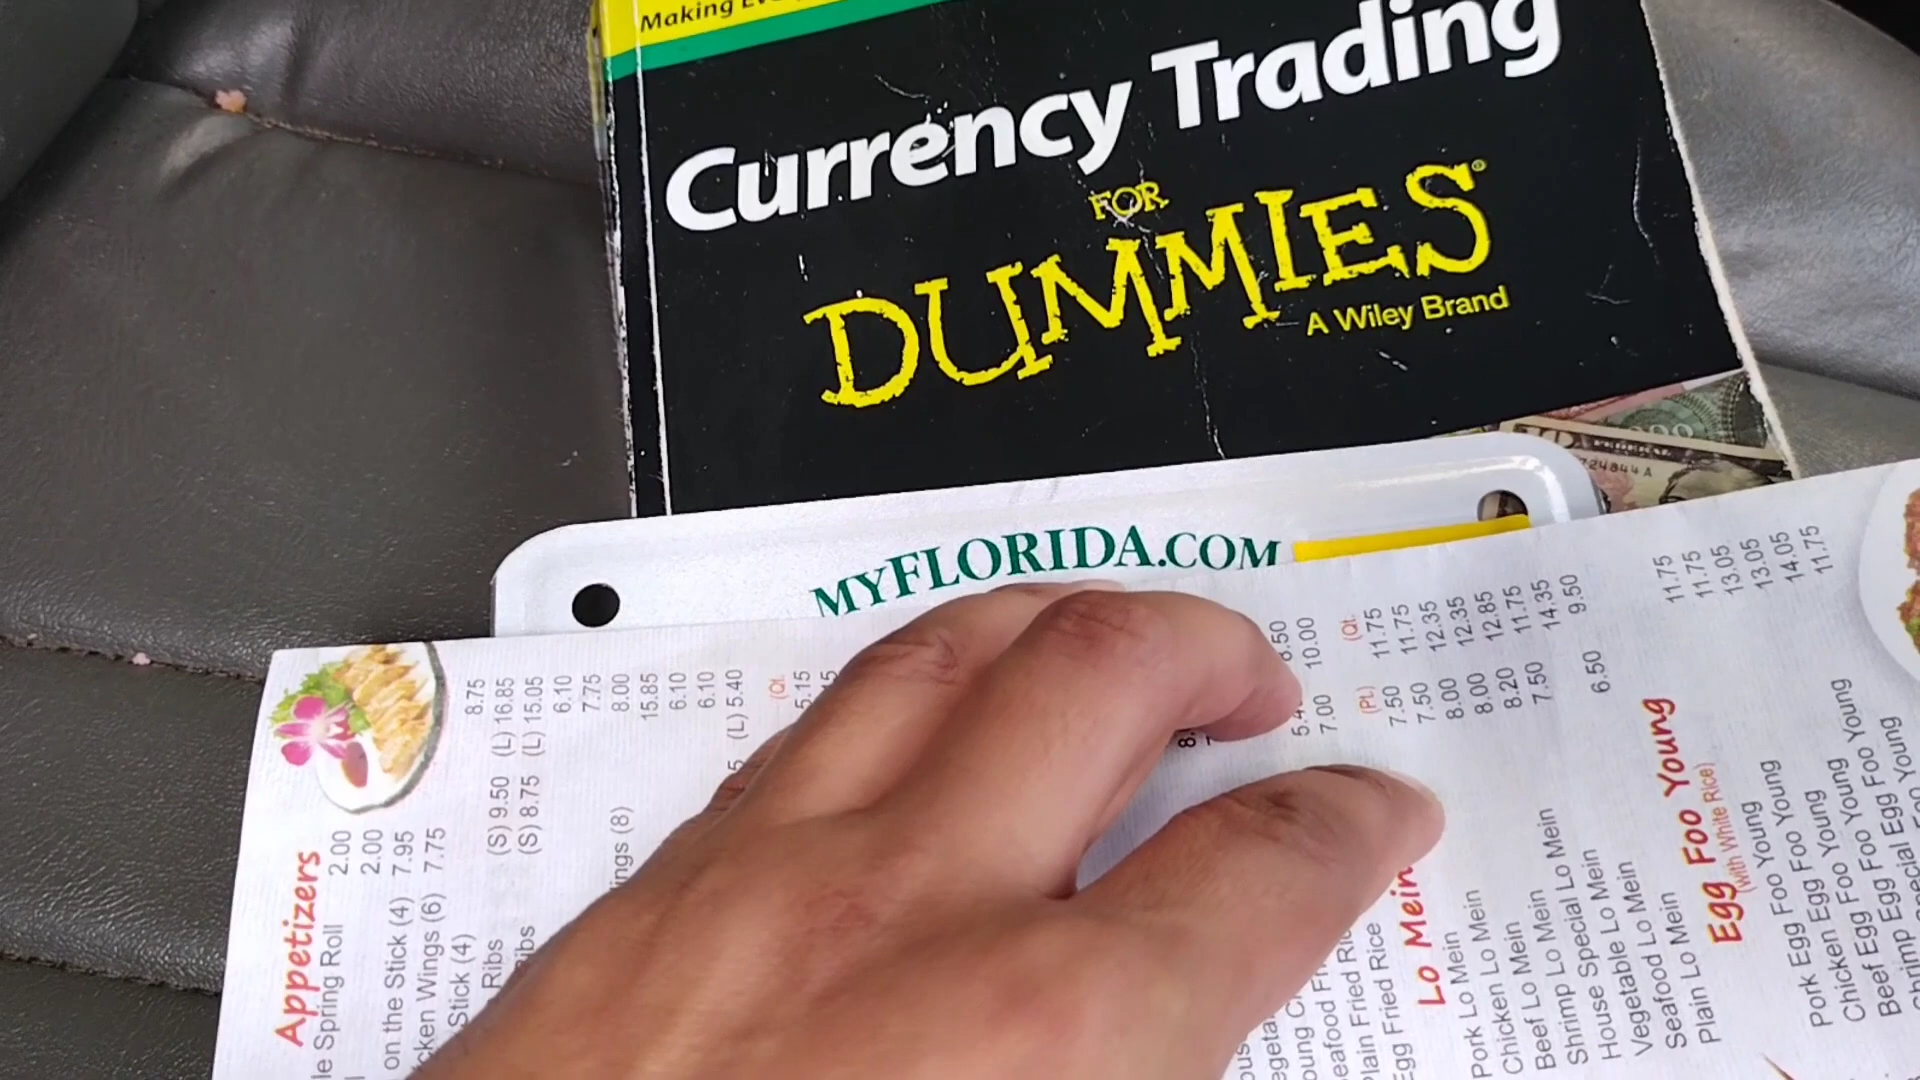 Making
Currency Trading
FOR
DUMMIES®
A Wiley Brand
724844 A
MYFLORIDA.COM
Appetizers
Spring Roll 2.00
2.00
on the Stick (4) 7.95
Wings (6) 7.75
Stick (4) 8.75
Ribs (S) 9.50 (L) 16.85
(S) 8.75 (L) 15.05
6.10
7.75
(8) 8.00
15.85
6.10
6.10
(L) 5.40
(Qt.
5.15
10.00
7.00
Plain Fried Rice
Egg Fried Rice
Lo Mein (Pt.) (Qt.
Pork Lo Mein 7.50 11.75
Chicken Lo Mein 7.50 11.75
Beef Lo Mein 8.00 12.35
Shrimp Lo Mein 8.00 12.35
House Special Lo Mein 8.20 12.85
Vegetable Lo Mein 7.50 11.75
Seafood Lo Mein 14.35
Plain Lo Mein 6.50 9.50
Egg Foo Young
(With White Rice)
Young 11.75
Pork Egg Foo Young 11.75
Chicken Egg Foo Young 13.05
Beef Egg Foo Young 13.05
Egg Foo Young 14.05
11.75